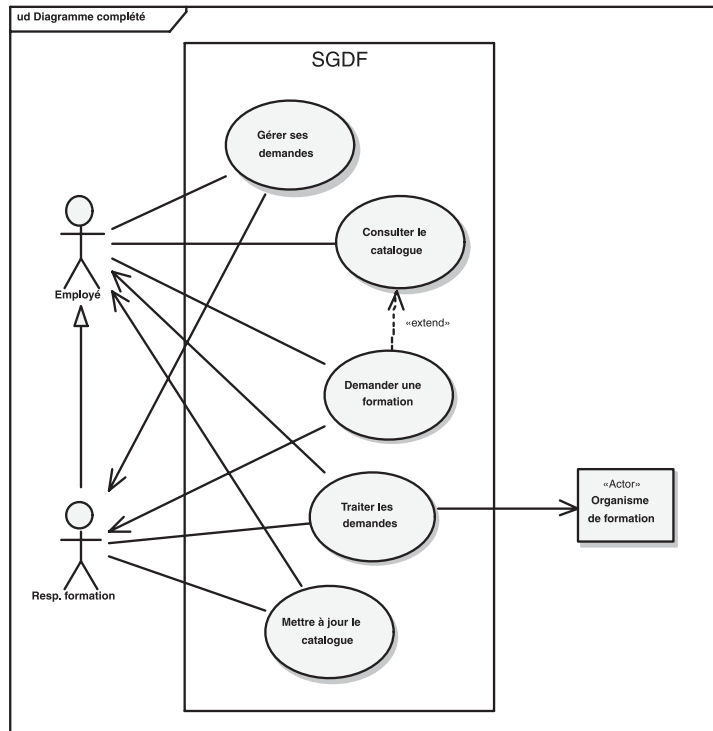 ud Diagramme complété
SGDF
Gérer ses
demandes
Consulter le
catalogue
Employé
«extend»
Demander une
formation
Traiter les
demandes
«Actor»
Organisme
de formation
Resp. formation
Mettre à jour le
catalogue